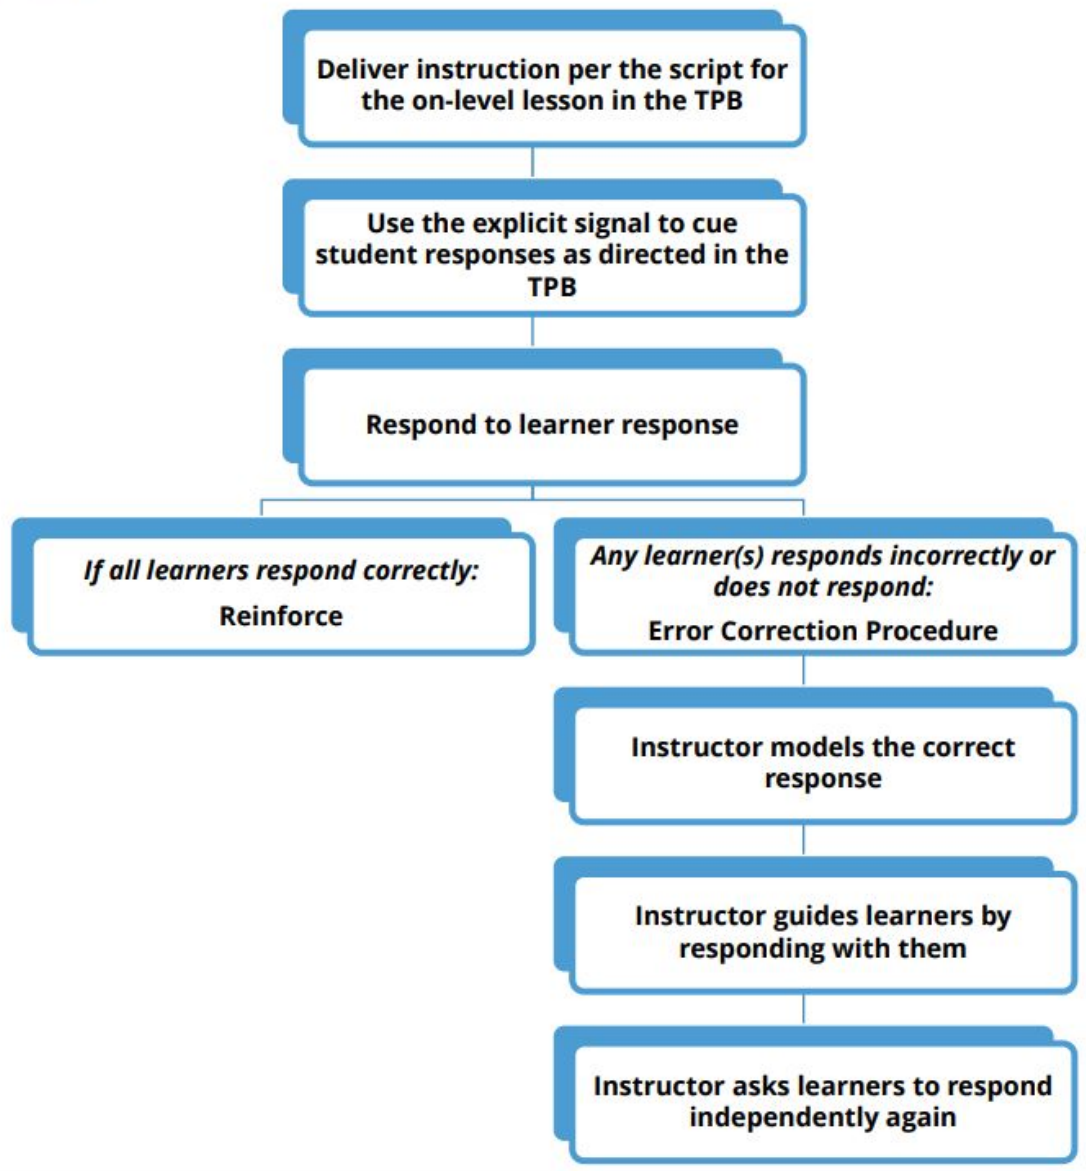 Deliver instruction per the script for
the on-level lesson in the TPB
Use the explicit signal to cue
student responses as directed in the
TPB
Respond to learner response
If all learners respond correctly:
Reinforce
Any learner(s) responds incorrectly or
does not respond:
Error Correction Procedure
Instructor models the correct
response
Instructor guides learners by
responding with them
Instructor asks learners to respond
independently again